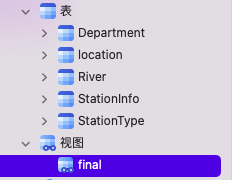 表
Department
location
River
StationInfo
StationType
视图
final